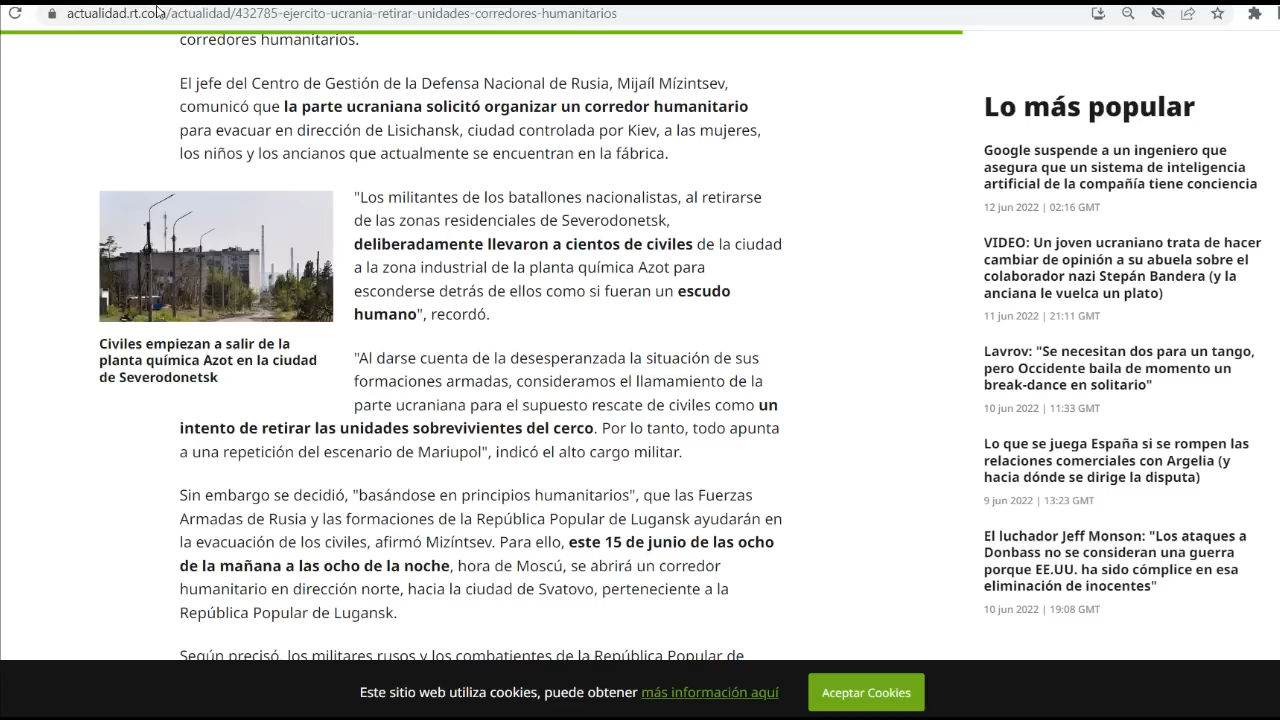 actualidad.rt.com/actualidad/432785-ejercito-ucrania-retirar-unidades-corredores-humanitarios
corredores humanitarios.
El jefe del Centro de Gestión de la Defensa Nacional de Rusia, Mijaíl Mízintsev,
comunicó que la parte ucraniana solicitó organizar un corredor humanitario
para evacuar en dirección de Lisichansk, ciudad controlada por Kiev, a las mujeres,
los niños y los ancianos que actualmente se encuentran en la fábrica.
"Los militantes de los batallones nacionalistas, al retirarse
de las zonas residenciales de Severodonetsk,
deliberadamente llevaron a cientos de civiles de la ciudad
a la zona industrial de la planta química Azot para
esconderse detrás de ellos como si fueran un escudo
humano", recordó.
Civiles empiezan a salir de la
planta química Azot en la ciudad
de Severodonetsk
"Al darse cuenta de la desesperanzada la situación de sus
formaciones armadas, consideramos el llamamiento de la
parte ucraniana para el supuesto rescate de civiles como un
intento de retirar las unidades sobrevivientes del cerco. Por lo tanto, todo apunta
a una repetición del escenario de Mariupol", indicó el alto cargo militar.
Sin embargo se decidió, "basándose en principios humanitarios", que las Fuerzas
Armadas de Rusia y las formaciones de la República Popular de Lugansk ayudarán en
la evacuación de los civiles, afirmó Mizíntsev. Para ello, este 15 de junio de las ocho
de la mañana a las ocho de la noche, hora de Moscú, se abrirá un corredor
humanitario en dirección norte, hacia la ciudad de Svatovo, perteneciente a la
República Popular de Lugansk.
Según precisó, los militares rusos y los combatientes de la República Popular de
Lo más popular
Google suspende a un ingeniero que
asegura que un sistema de inteligencia
artificial de la compañía tiene conciencia
12 jun 2022 | 02:16 GMT
VIDEO: Un joven ucraniano trata de hacer
cambiar de opinión a su abuela sobre el
colaborador nazi Stepán Bandera (y la
anciana le vuelca un plato)
11 jun 2022 | 21:11 GMT
Lavrov: "Se necesitan dos para un tango,
pero Occidente baila de momento un
break-dance en solitario"
10 jun 2022 | 11:33 GMT
Lo que se juega España si se rompen las
relaciones comerciales con Argelia (y
hacia dónde se dirige la disputa)
9 jun 2022 | 13:23 GMT
El luchador Jeff Monson: "Los ataques a
Donbass no se consideran una guerra
porque EE.UU. ha sido cómplice en esa
eliminación de inocentes"
10 jun 2022 | 19:08 GMT
Este sitio web utiliza cookies, puede obtener más información aquí
Aceptar Cookies